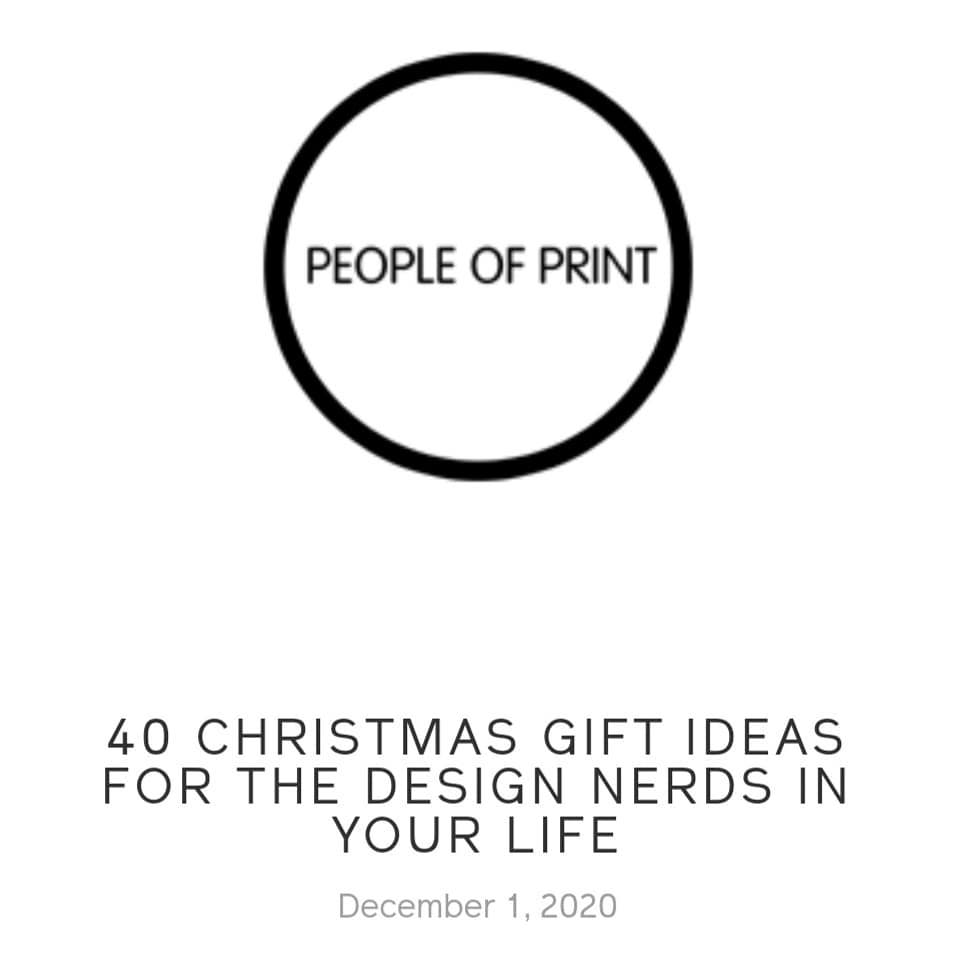 PEOPLE OF PRINT
40 CHRISTMAS GIFT IDEAS
FOR THE DESIGN NERDS IN
YOUR LIFE
December 1, 2020